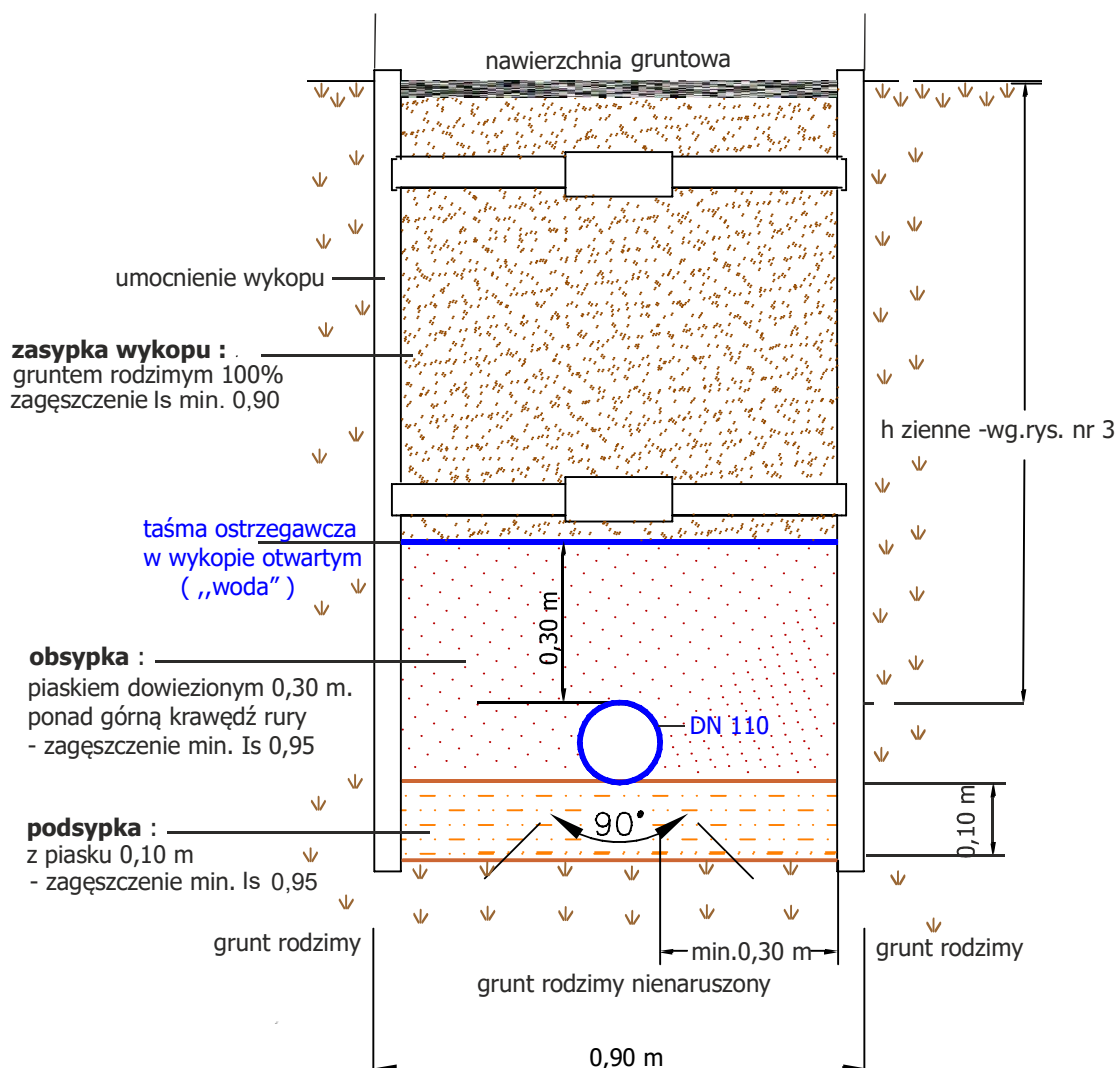 nawierzchnia gruntowa
umocnienie wykopu
zasypka wykopu :
gruntem rodzimym 100%
zagęszczenie Is min. 0,90
h zienne -wg.rys. nr 3
taśma ostrzegawcza
w wykopie otwartym
( ,,woda" )
0,30 m
obsypka :
piaskiem dowiezionym 0,30 m.
ponad górną krawędź rury
- zagęszczenie min. Is 0,95
DN 110
podsypka :
z piasku 0,10 m
- zagęszczenie min. Is 0,95
90°
0,10 m
grunt rodzimy
min.0,30 m
grunt rodzimy
grunt rodzimy nienaruszony
0,90 m